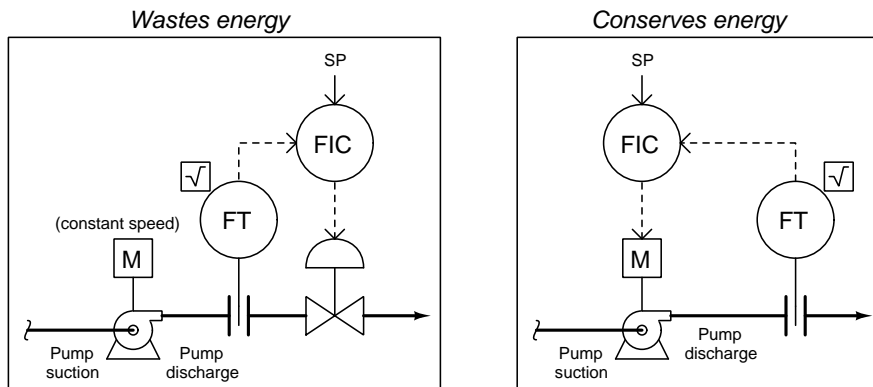 Wastes energy
SP
FIC
√
FT
(constant speed)
M
Pump
suction
Pump
discharge
Conserves energy
SP
FIC
√
FT
M
Pump
suction
Pump
discharge